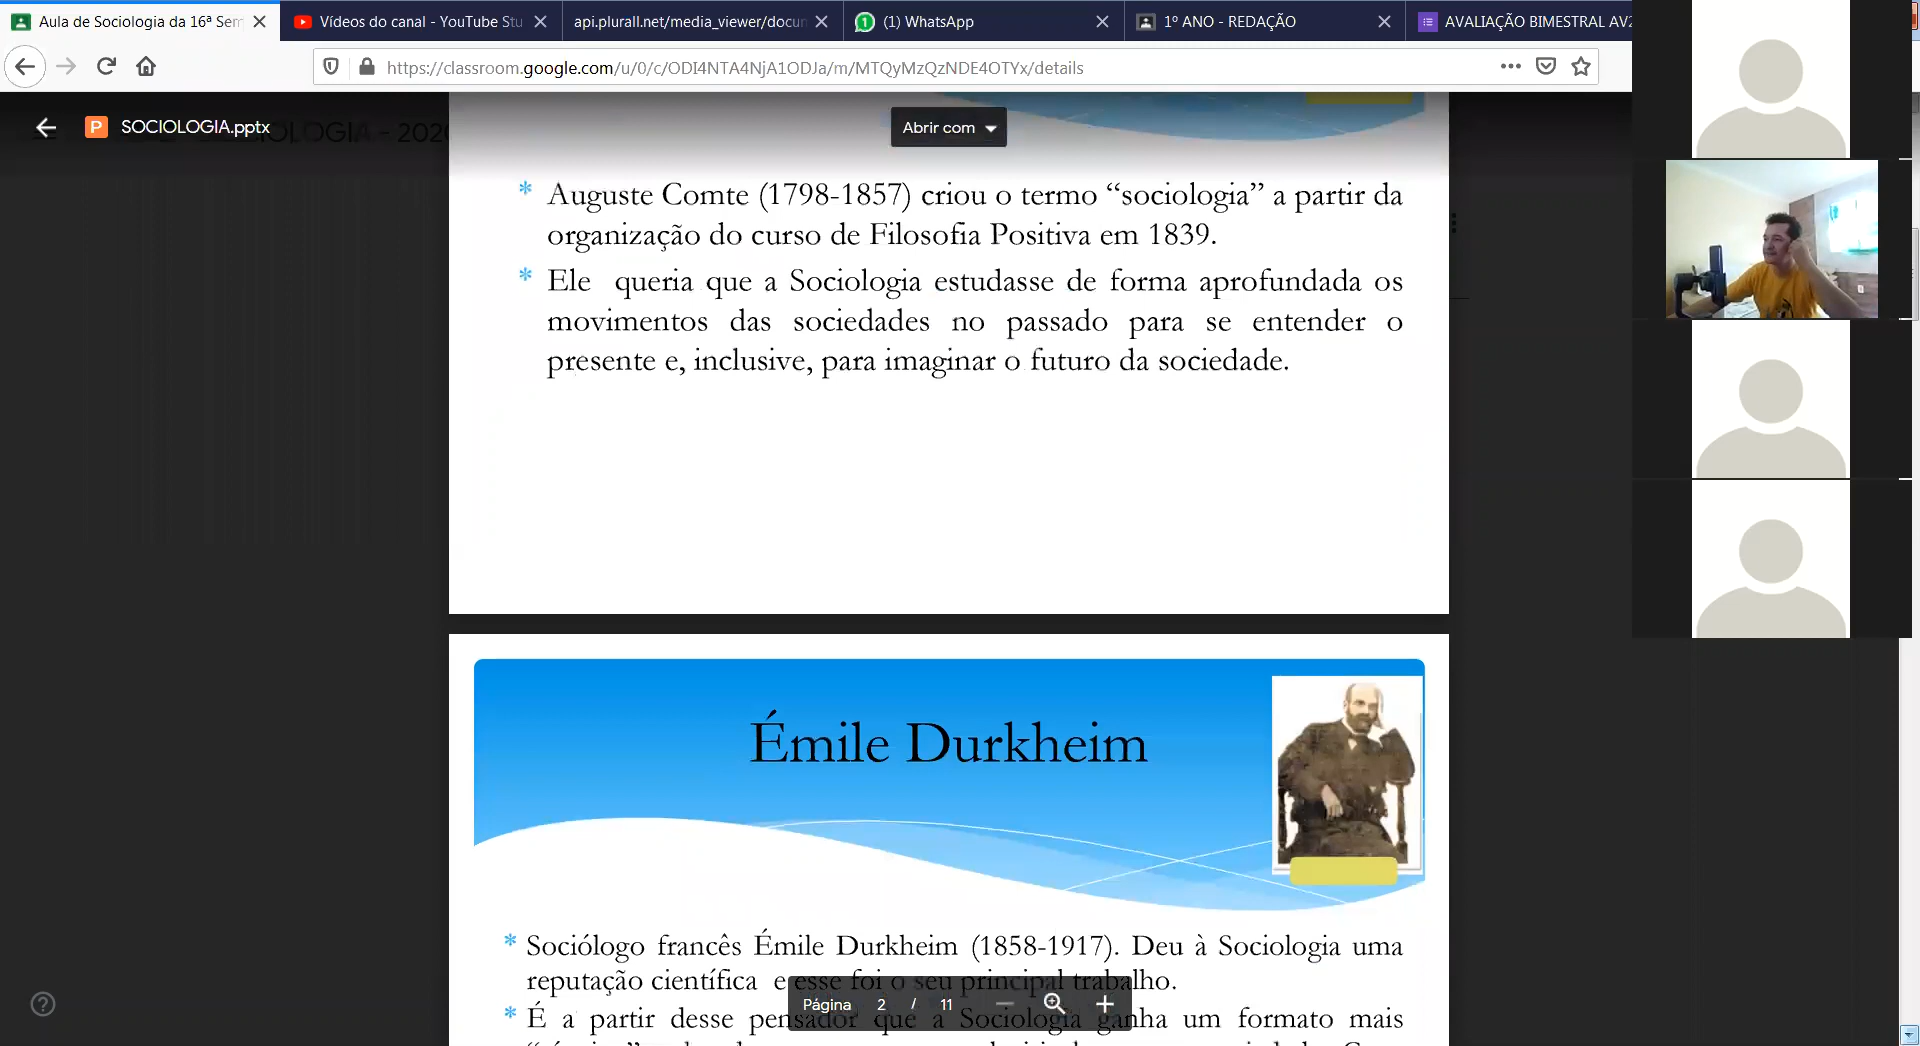 Aula de Sociologia da 16ª Sem
Vídeos do canal - YouTube Stu
api.plurall.net/media_viewer/docum
(1) WhatsApp
1º ANO - REDAÇÃO
AVALIAÇÃO BIMESTRAL AV2
https://classroom.google.com/u/0/c/ODI4NTA4NjA1ODJa/m/MTQyMzQzNDE4OTYx/details
SOCIOLOGIA.pptx
OLOGIA - 2020
Abrir com
* Auguste Comte (1798-1857) criou o termo “sociologia” a partir da
organização do curso de Filosofia Positiva em 1839.
* Ele queria que a Sociologia estudasse de forma aprofundada os
movimentos das sociedades no passado para se entender o
presente e, inclusive, para imaginar o futuro da sociedade.
Émile Durkheim
* Sociólogo francês Émile Durkheim (1858-1917). Deu à Sociologia uma
reputação científica e esse foi o seu principal trabalho.
* É a partir desse pensador que a Sociologia ganha um formato mais
Página 2 / 11